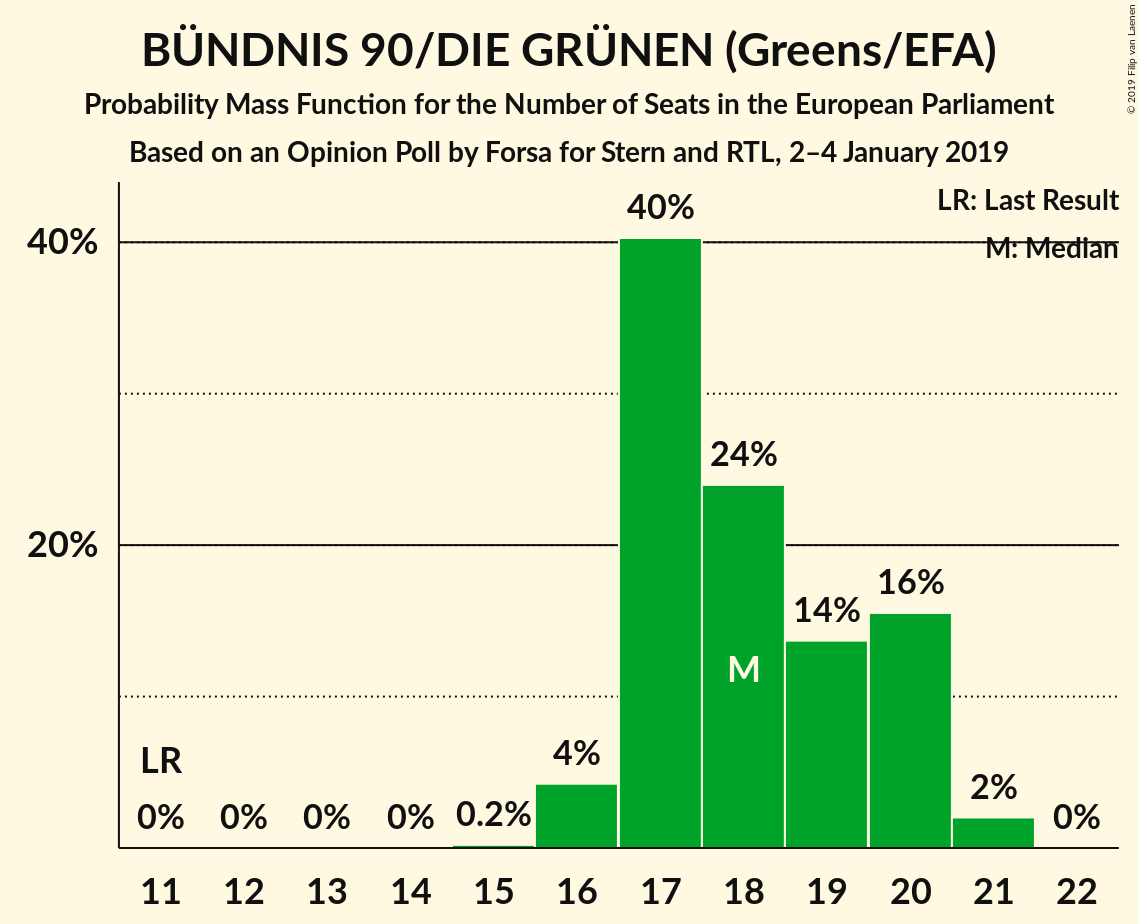 BÜNDNIS 90/DIE GRÜNEN (Greens/EFA)
Probability Mass Function for the Number of Seats in the European Parliament
Based on an Opinion Poll by Forsa for Stern and RTL, 2–4 January 2019
© 2019 Filip van Laenen
LR: Last Result
M: Median
40%
20%
40%
24%
16%
14%
M
LR
4%
2%
0% 0% 0% 0% 0.2% 0%
11 12 13 14 15 16 17 18 19 20 21 22